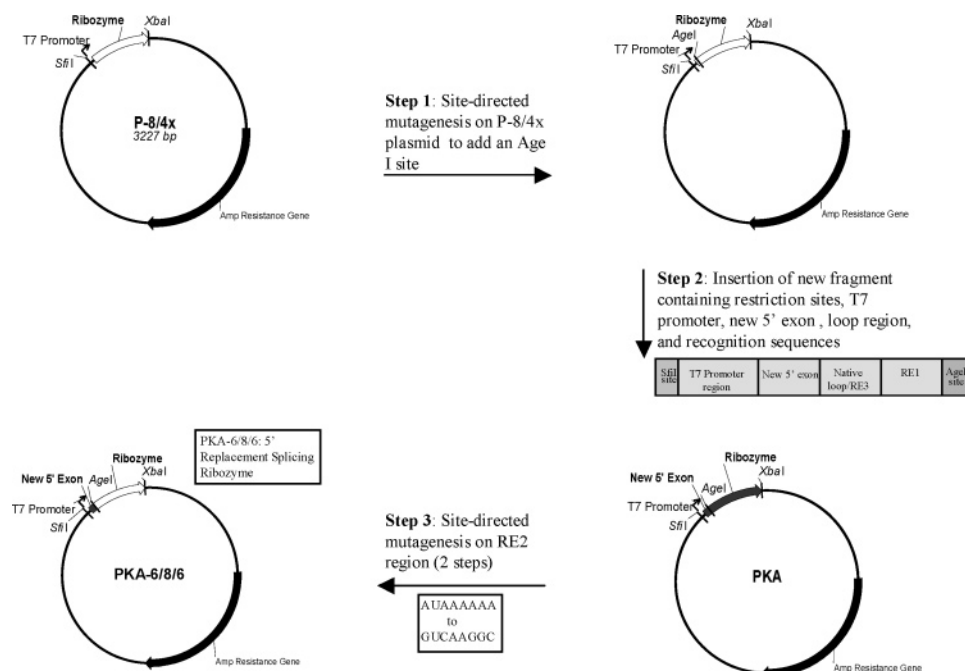 Ribozyme
XbaI
T7 Promoter
SfiI
P-8/4x
3227 bp
Amp Resistance Gene
Step 1: Site-directed
mutagenesis on P-8/4x
plasmid to add an Age
I site
Ribozyme
AgeI
XbaI
T7 Promoter
SfiI
Amp Resistance Gene
Step 2: Insertion of new fragment
containing restriction sites, T7
promoter, new 5' exon , loop region,
and recognition sequences
SfiI
site
T7 Promoter
region
New 5' exon
Native
loop/RE3
RE1
AgeI
site
Ribozyme
XbaI
New 5' Exon
AgeI
T7 Promoter
SfiI
PKA
Amp Resistance Gene
Step 3: Site-directed
mutagenesis on RE2
region (2 steps)
AUAAAAAA
to
GUCAAGGC
PKA-6/8/6: 5'
Replacement Splicing
Ribozyme
Ribozyme
XbaI
New 5' Exon
AgeI
T7 Promoter
SfiI
PKA-6/8/6
Amp Resistance Gene